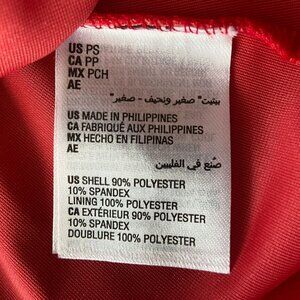 US PS
CA PP
MX PCH
AE
بيتيت" صغير ونحيف - صغير"
US MADE IN PHILIPPINES
CA FABRIQUÉ AUX PHILIPPINES
MX HECHO EN FILIPINAS
AE
صنع في الفلبين
US SHELL 90% POLYESTER
10% SPANDEX
LINING 100% POLYESTER
CA EXTÉRIEUR 90% POLYESTER
10% SPANDEX
DOUBLURE 100% POLYESTER